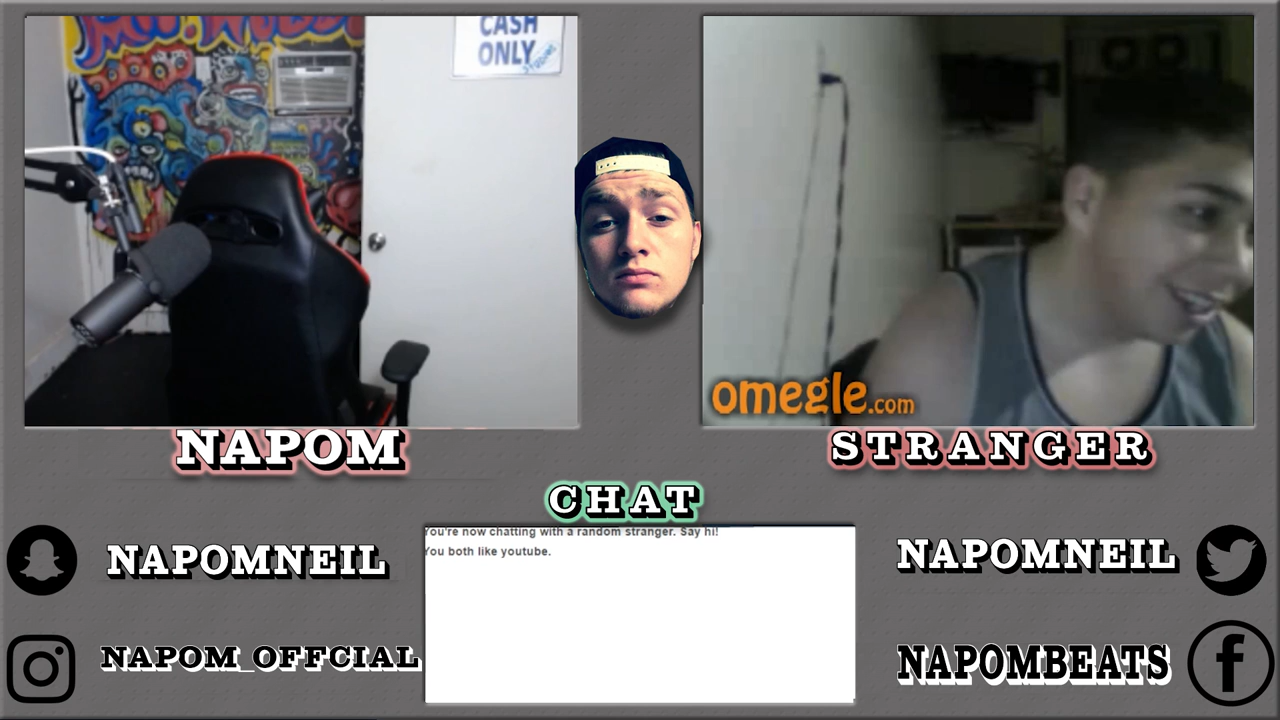 CASH
ONLY
STUDIOS
omegle.com
NAPOM
STRANGER
CHAT
You're now chatting with a random stranger. Say hi!
You both like youtube.
NAPOMNEIL
NAPOMNEIL
NAPOM_OFFCIAL
NAPOMBEATS